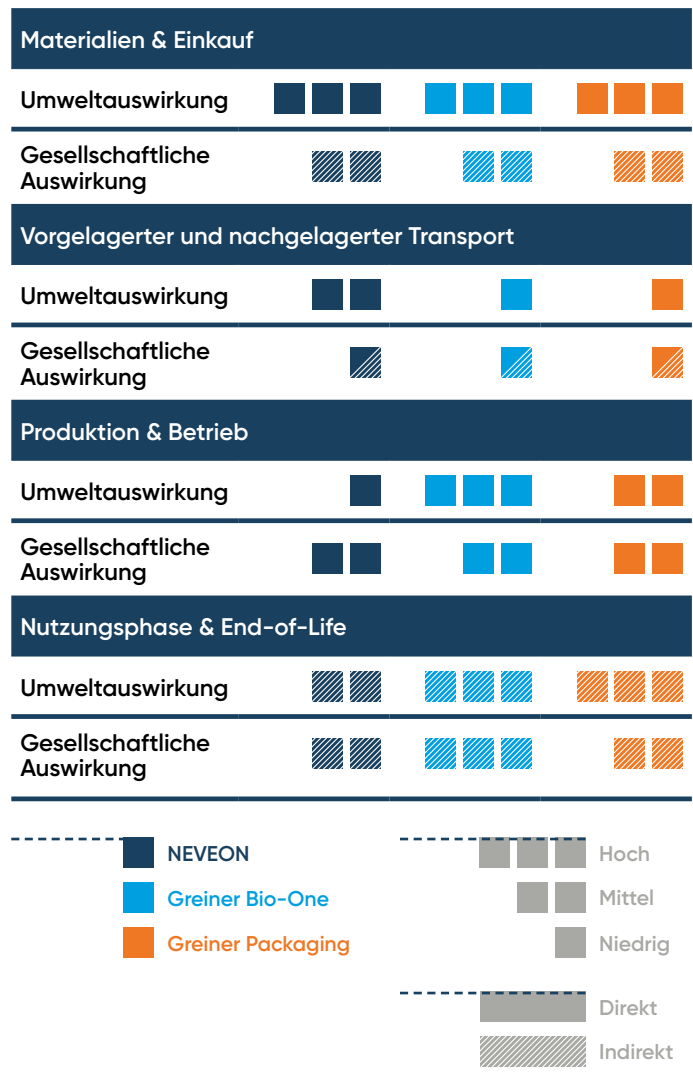 Materialien & Einkauf
Umweltauswirkung
Gesellschaftliche
Auswirkung
Vorgelagerter und nachgelagerter Transport
Umweltauswirkung
Gesellschaftliche
Auswirkung
Produktion & Betrieb
Umweltauswirkung
Gesellschaftliche
Auswirkung
Nutzungsphase & End-of-Life
Umweltauswirkung
Gesellschaftliche
Auswirkung
NEVEON
Greiner Bio-One
Greiner Packaging
Hoch
Mittel
Niedrig
Direkt
Indirekt